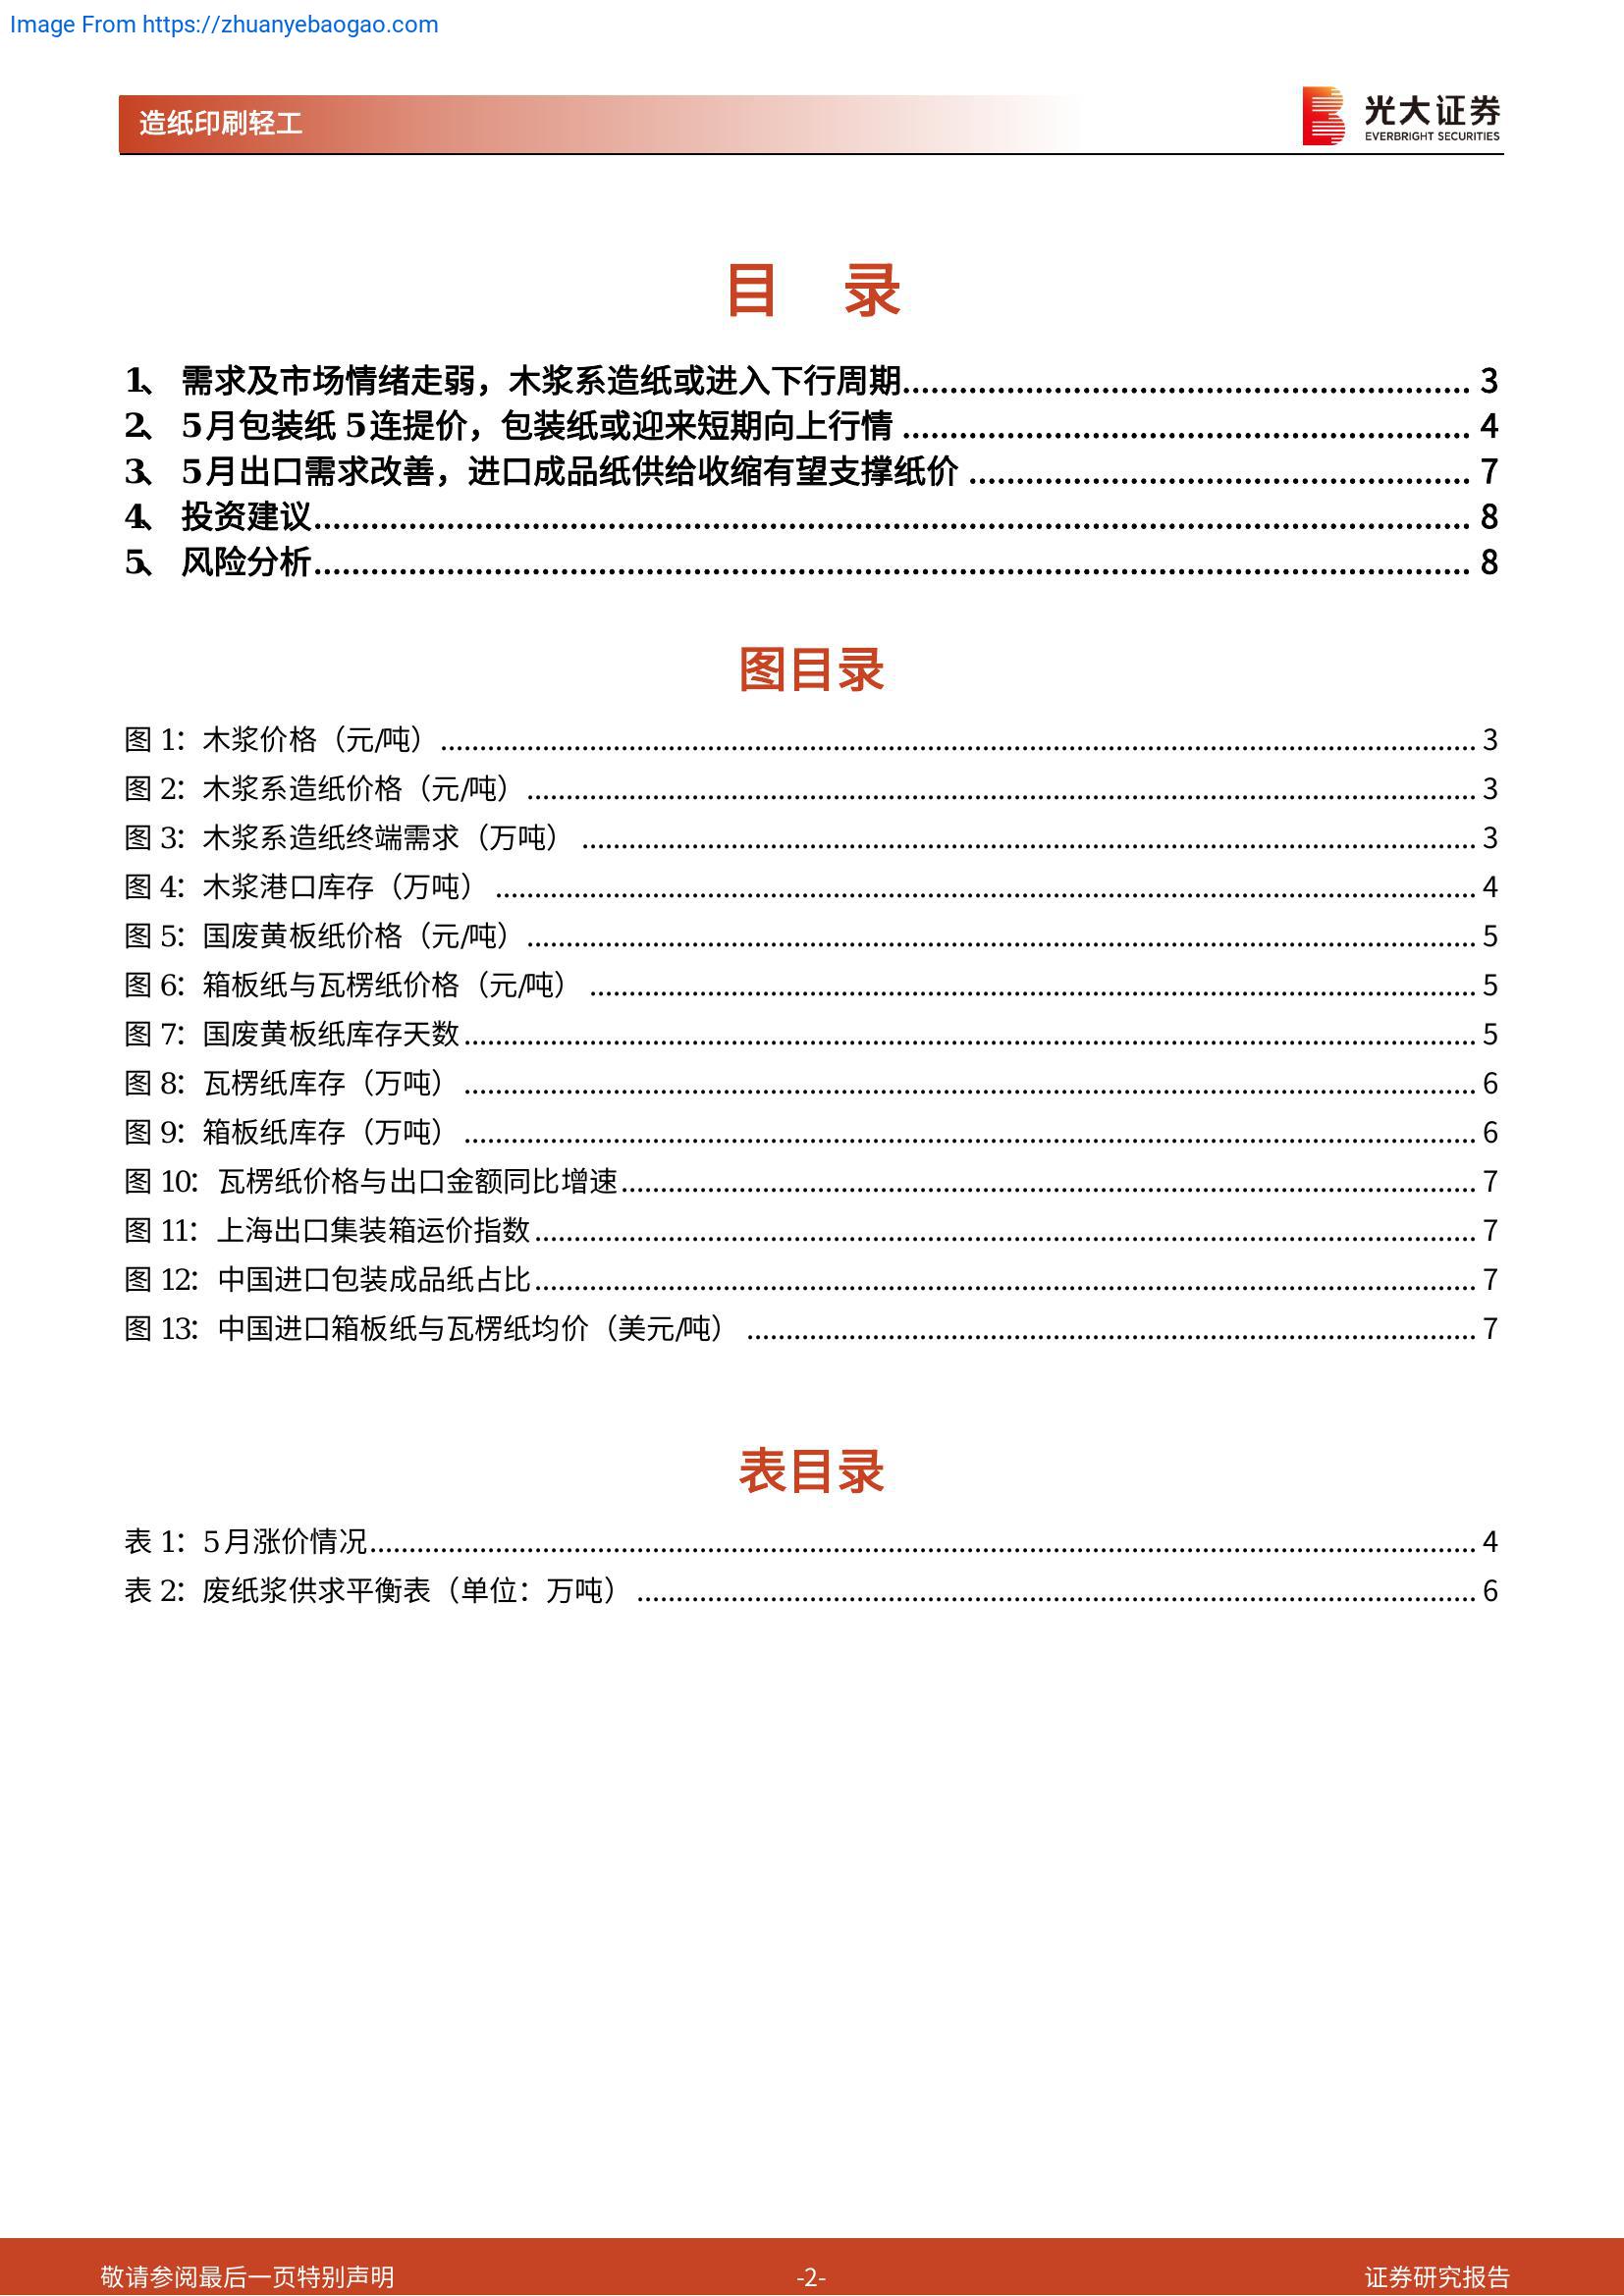 Image From https://zhuanyebaogao.com
造纸印刷轻工
光大证券
EVERBRIGHT SECURITIES
目 录
1、 需求及市场情绪走弱，木浆系造纸或进入下行周期 3
2、 5 月包装纸 5 连提价，包装纸或迎来短期向上行情 4
3、 5 月出口需求改善，进口成品纸供给收缩有望支撑纸价 7
4、 投资建议 8
5、 风险分析 8
图目录
图 1：木浆价格（元/吨） 3
图 2：木浆系造纸价格（元/吨） 3
图 3：木浆系造纸终端需求（万吨） 3
图 4：木浆港口库存（万吨） 4
图 5：国废黄板纸价格（元/吨） 5
图 6：箱板纸与瓦楞纸价格（元/吨） 5
图 7：国废黄板纸库存天数 5
图 8：瓦楞纸库存（万吨） 6
图 9：箱板纸库存（万吨） 6
图 10：瓦楞纸价格与出口金额同比增速 7
图 11：上海出口集装箱运价指数 7
图 12：中国进口包装成品纸占比 7
图 13：中国进口箱板纸与瓦楞纸均价（美元/吨） 7
表目录
表 1：5 月涨价情况 4
表 2：废纸浆供求平衡表（单位：万吨） 6
敬请参阅最后一页特别声明 -2- 证券研究报告